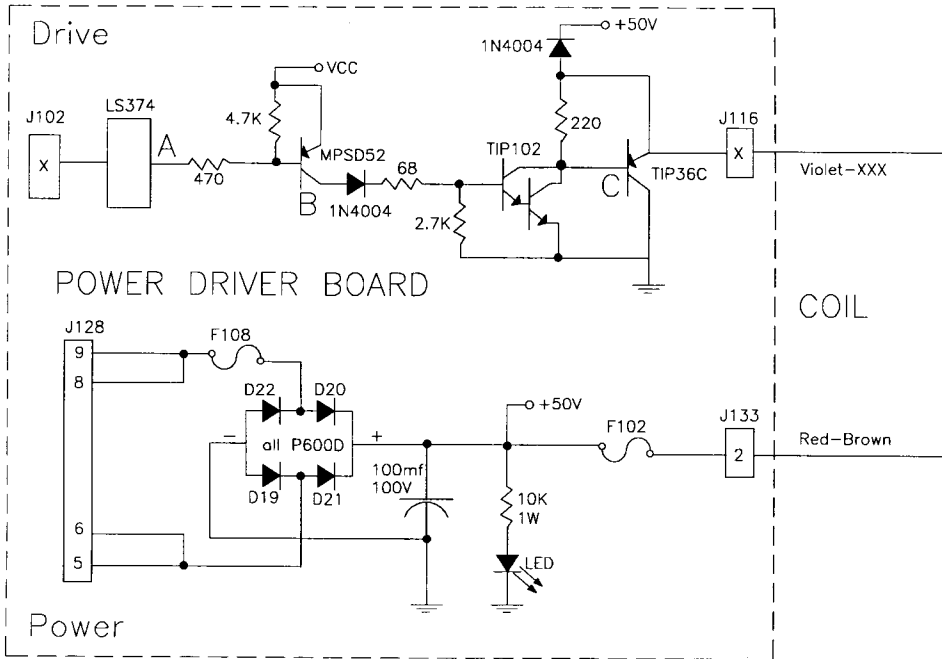 Drive
+50V
1N4004
VCC
J102
LS374
4.7K
A
X
470
MPSD52
B
1N4004
68
2.7K
TIP102
220
C
TIP36C
J116
X
Violet-XXX
POWER DRIVER BOARD
COIL
J128
9
8
6
5
F108
D22
D20
- all P600D +
D19
D21
100mf
100V
+50V
10K
1W
LED
F102
J133
2
Red-Brown
Power